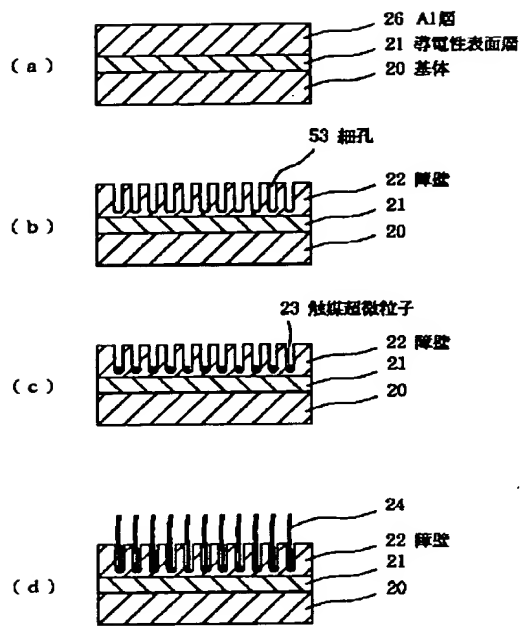 26 Al層
21 導電性表面層
(a)
20 基体
53 細孔
22 障壁
(b)
21
20
23 触媒超微粒子
22 障壁
(c)
21
20
24
22 障壁
(d)
21
20